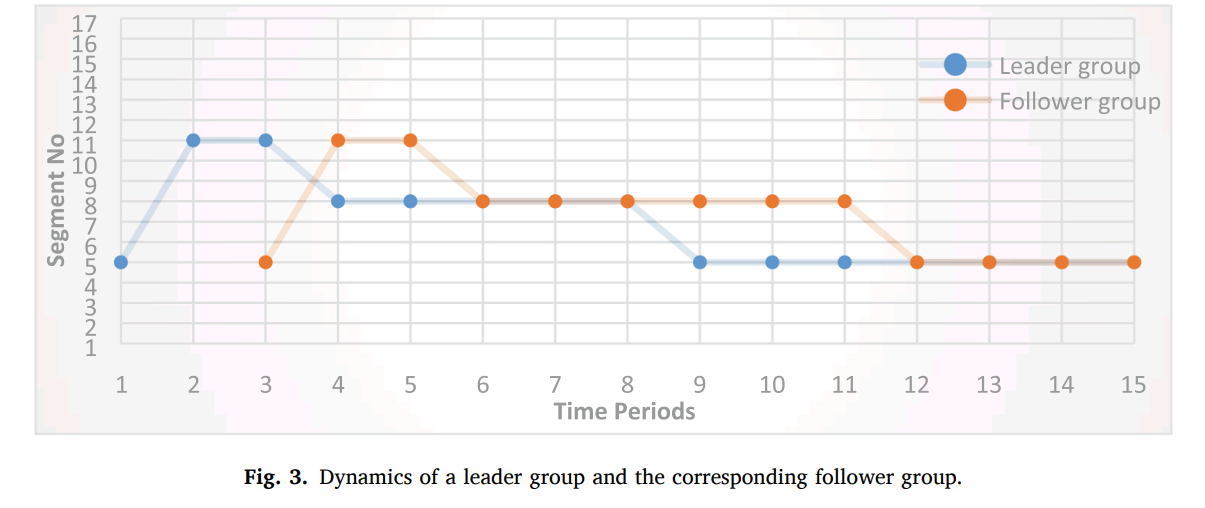 17
16
15
14
13
12
11
10
9
8
7
6
5
4
3
2
1
Segment No
Leader group
Follower group
1 2 3 4 5 6 7 8 9 10 11 12 13 14 15
Time Periods
Fig. 3. Dynamics of a leader group and the corresponding follower group.